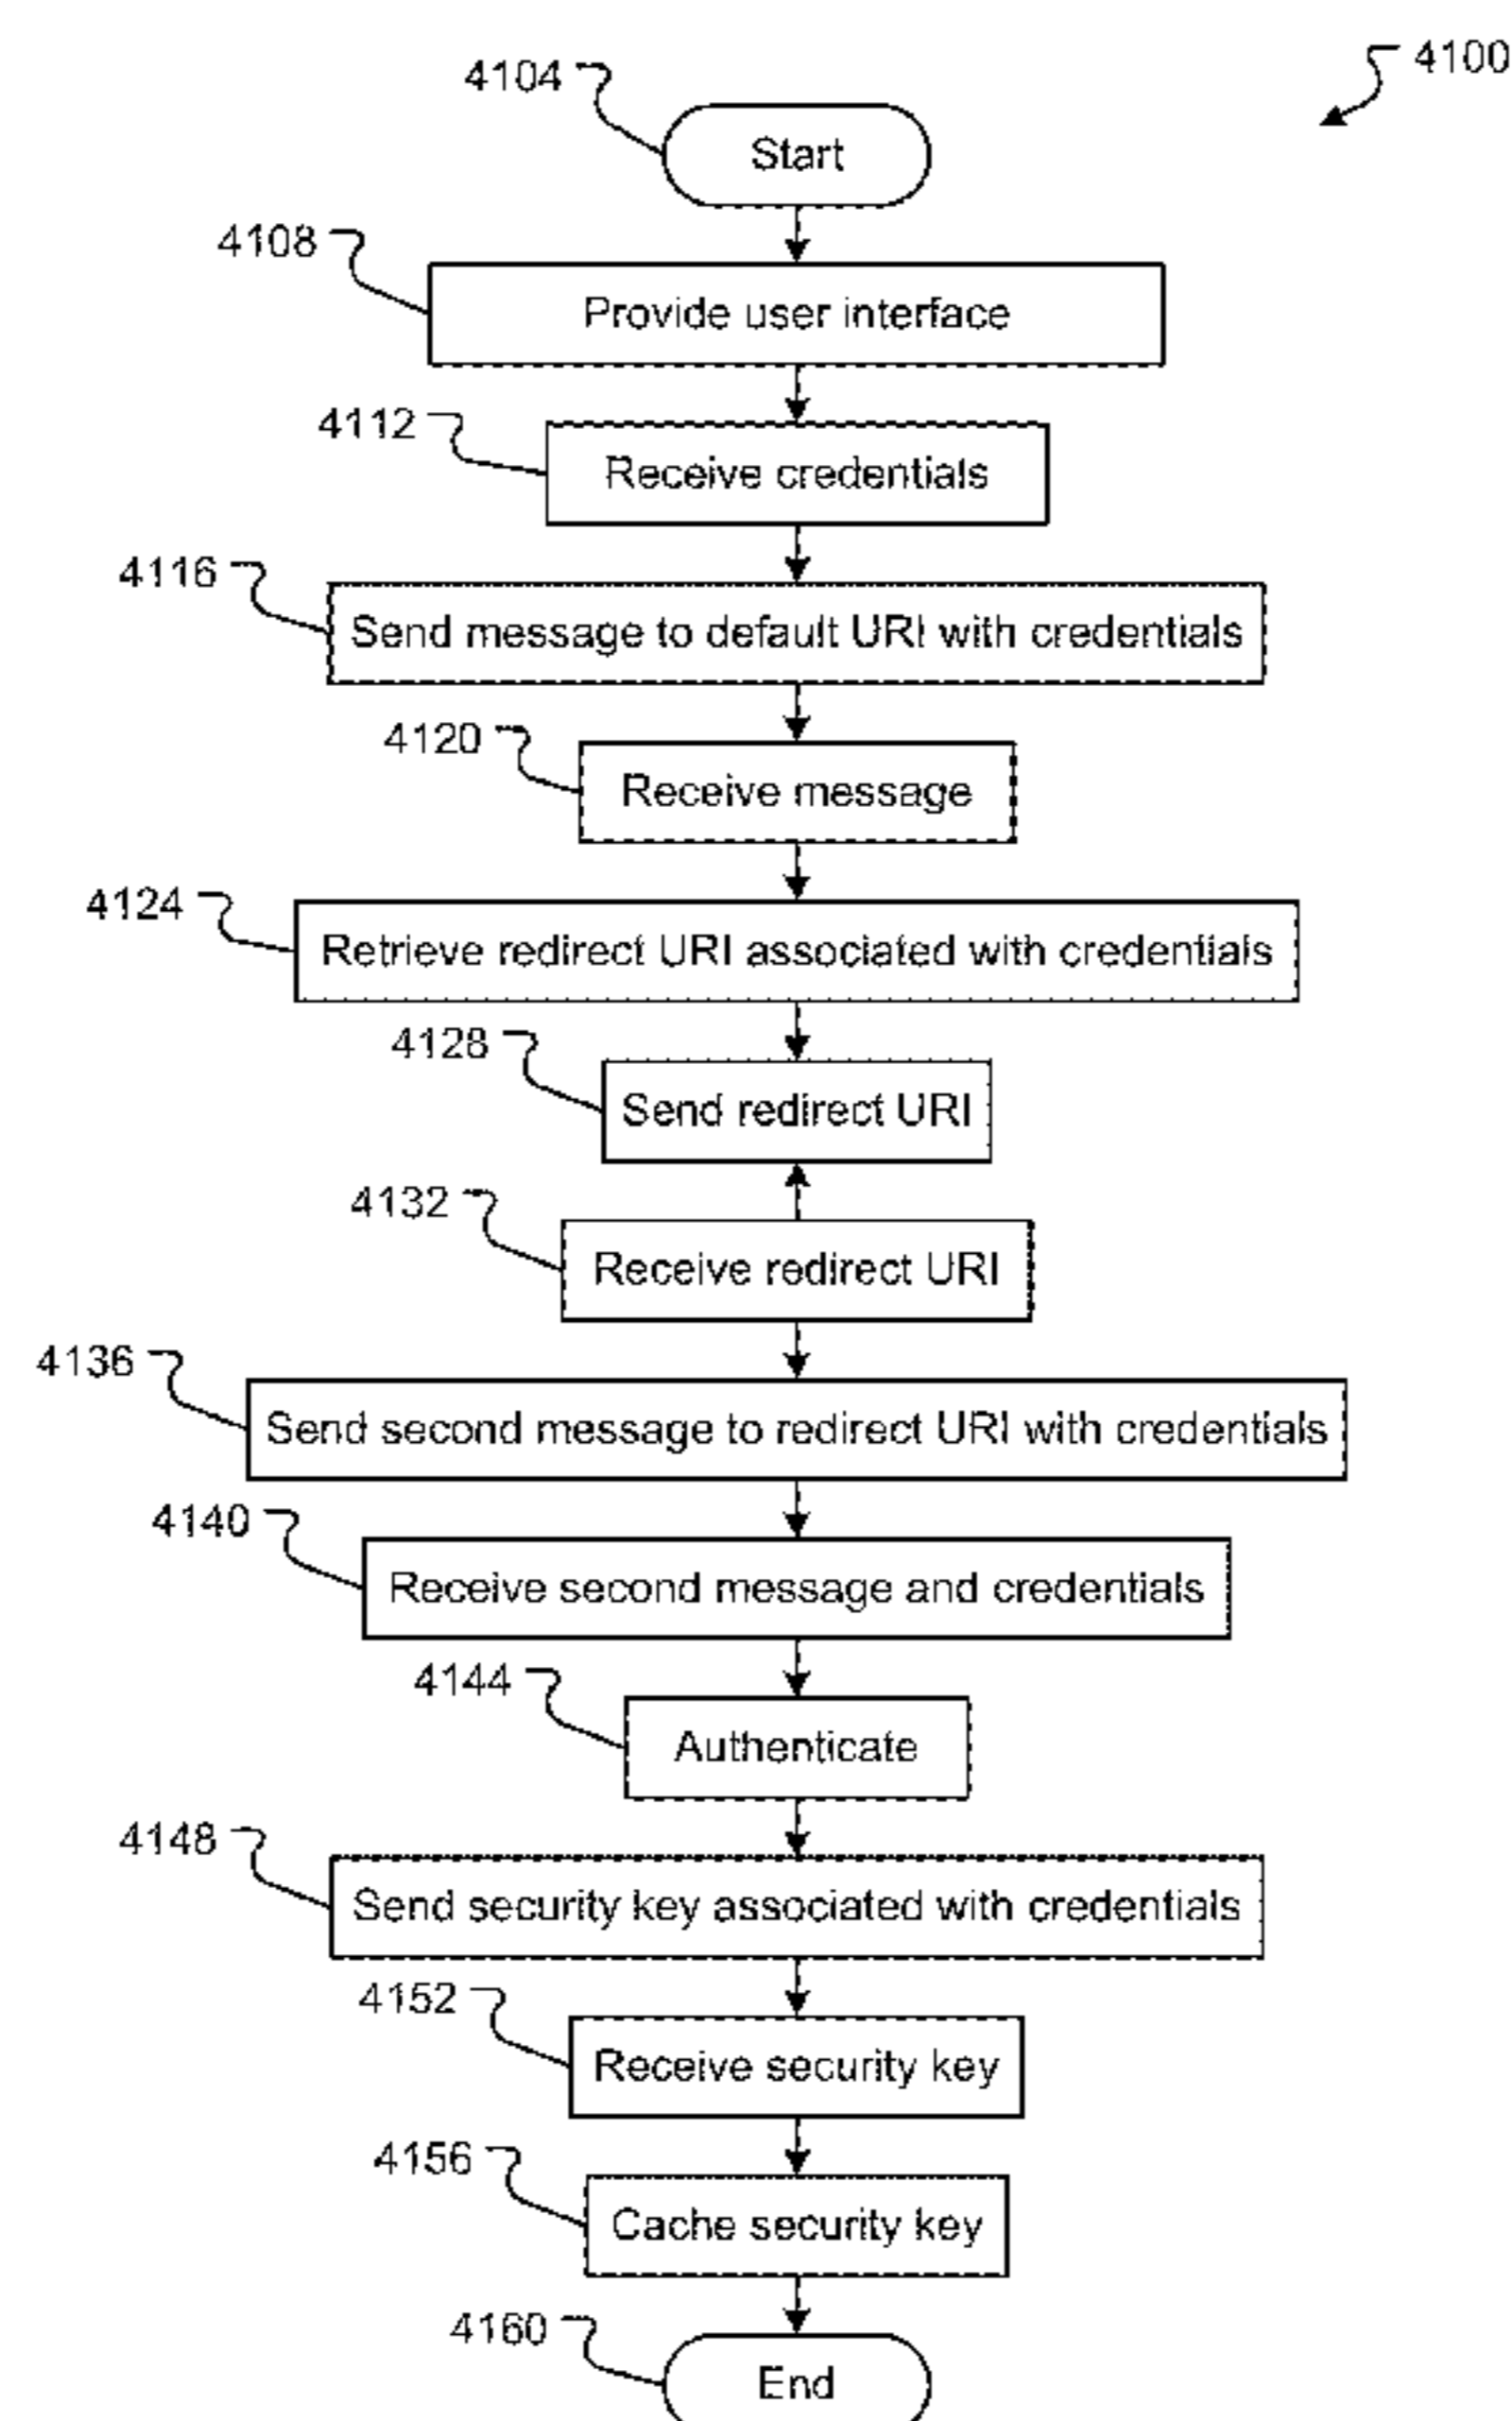 4100
4104
Start
4108
Provide user interface
4112
Receive credentials
4116
Send message to default URI with credentials
4120
Receive message
4124
Retrieve redirect URI associated with credentials
4128
Send redirect URI
4132
Receive redirect URI
4136
Send second message to redirect URI with credentials
4140
Receive second message and credentials
4144
Authenticate
4148
Send security key associated with credentials
4152
Receive security key
4156
Cache security key
4160
End